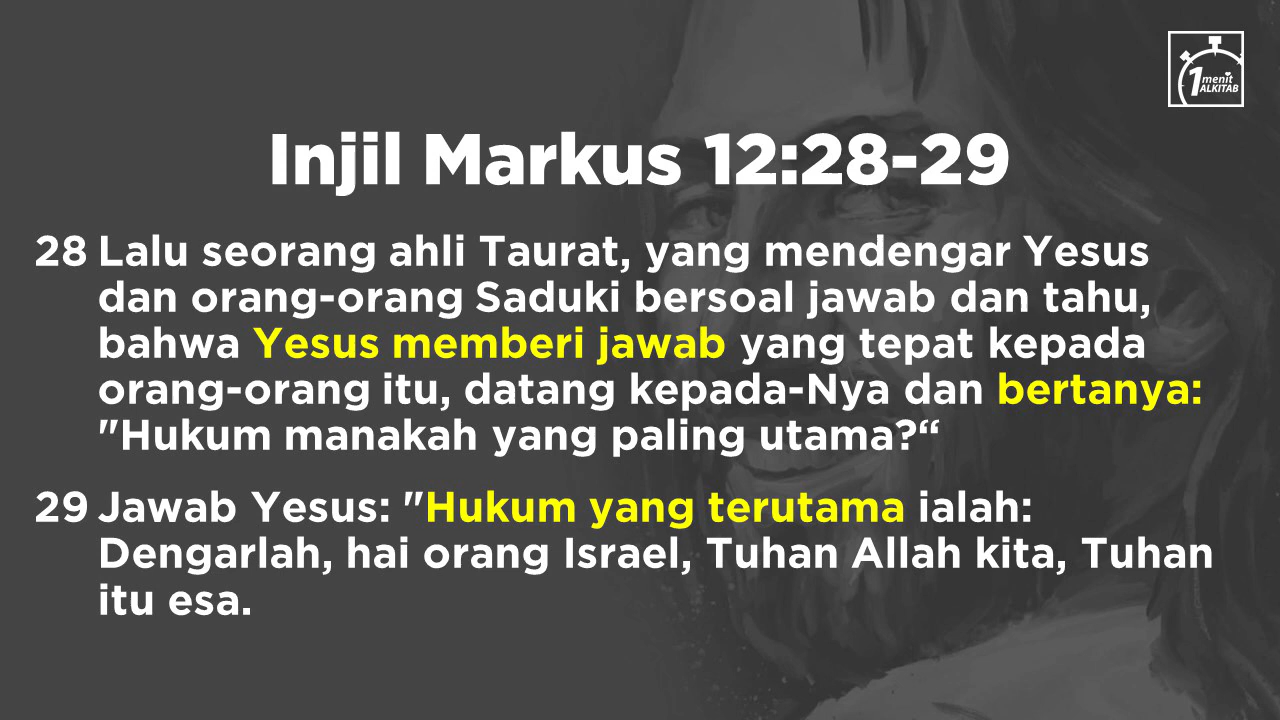 1 menit
ALKITAB
Injil Markus 12:28-29
28 Lalu seorang ahli Taurat, yang mendengar Yesus
dan orang-orang Saduki bersoal jawab dan tahu,
bahwa Yesus memberi jawab yang tepat kepada
orang-orang itu, datang kepada-Nya dan bertanya:
"Hukum manakah yang paling utama?“
29 Jawab Yesus: "Hukum yang terutama ialah:
Dengarlah, hai orang Israel, Tuhan Allah kita, Tuhan
itu esa.